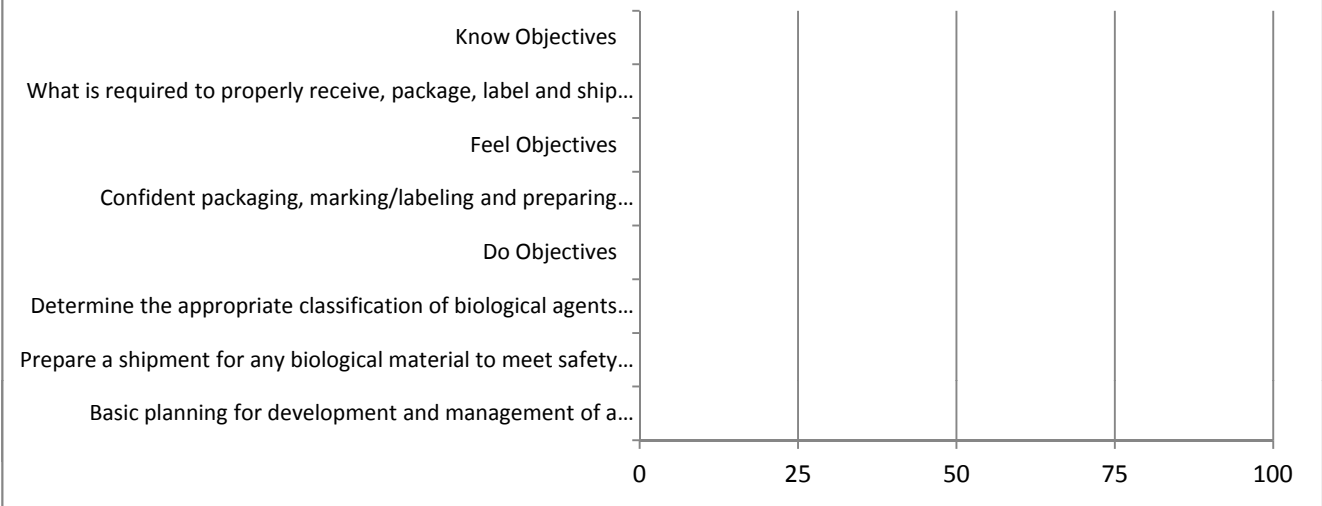 Know Objectives
What is required to properly receive, package, label and ship…
Feel Objectives
Confident packaging, marking/labeling and preparing…
Do Objectives
Determine the appropriate classification of biological agents…
Prepare a shipment for any biological material to meet safety…
Basic planning for development and management of a…
0 25 50 75 100